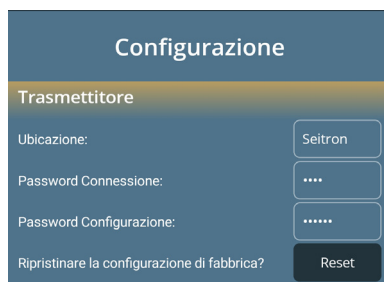 Configurazione
Trasmettitore
Ubicazione: Seitron
Password Connessione: ••••
Password Configurazione: ••••••
Ripristinare la configurazione di fabbrica? Reset